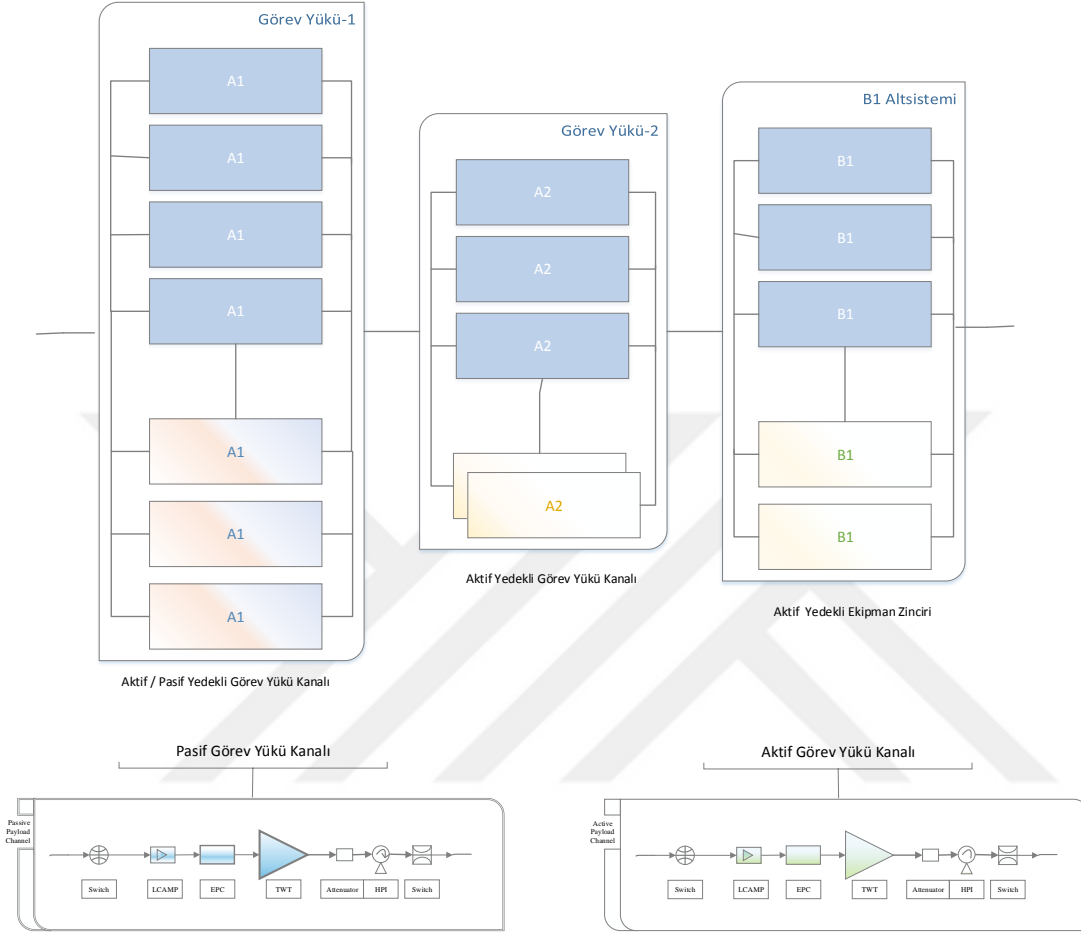 Görev Yükü-1
A1
A1
A1
A1
A1
A1
A1
Aktif / Pasif Yedekli Görev Yükü Kanalı
Görev Yükü-2
A2
A2
A2
A2
Aktif Yedekli Görev Yükü Kanalı
B1 Altsistemi
B1
B1
B1
B1
B1
Aktif Yedekli Ekipman Zinciri
Pasif Görev Yükü Kanalı
Passive
Payload
Channel
Switch
LCAMP
EPC
TWT
Attenuator
HPI
Switch
Aktif Görev Yükü Kanalı
Active
Payload
Channel
Switch
LCAMP
EPC
TWT
Attenuator
HPI
Switch